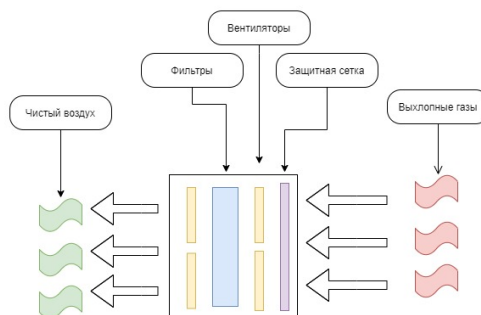 Вентиляторы
Фильтры
Защитная сетка
Чистый воздух
Выхлопные газы